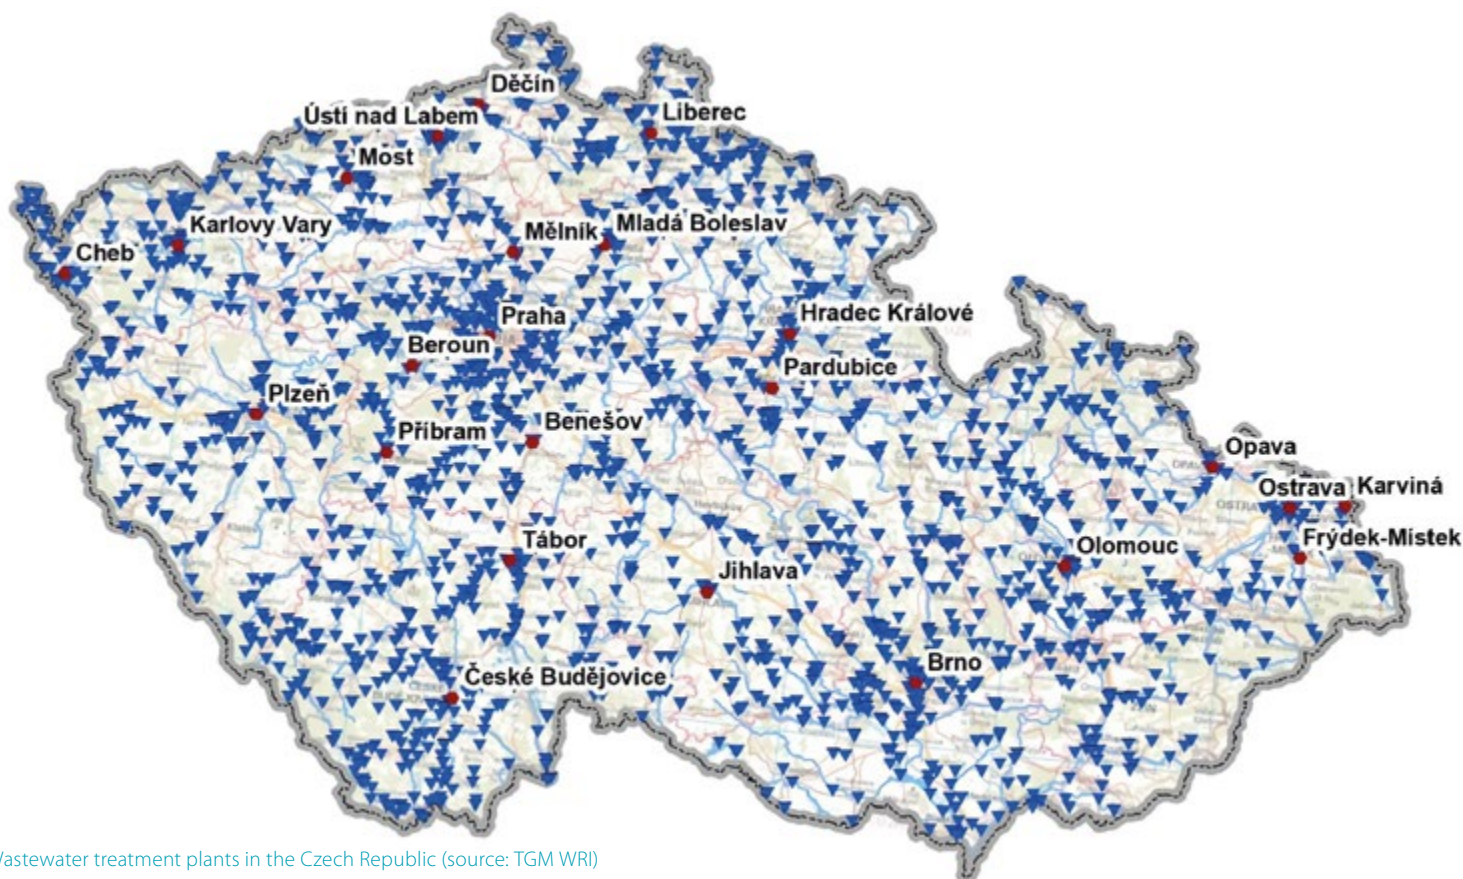 Děčín
Ústí nad Labem
Liberec
Most
Karlovy Vary
Mělník
Mladá Boleslav
Cheb
Praha
Hradec Králové
Beroun
Pardubice
Plzeň
Příbram
Benešov
Opava
Ostrava
Karviná
Tábor
Olomouc
Frýdek-Místek
Jihlava
Brno
České Budějovice
Wastewater treatment plants in the Czech Republic (source: TGM WRI)